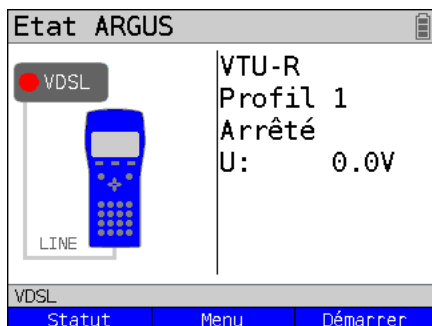 Etat ARGUS
VDSL
LINE
VTU-R
Profil 1
Arrêté
U: 0.0V
VDSL
Statut Menu Démarrer